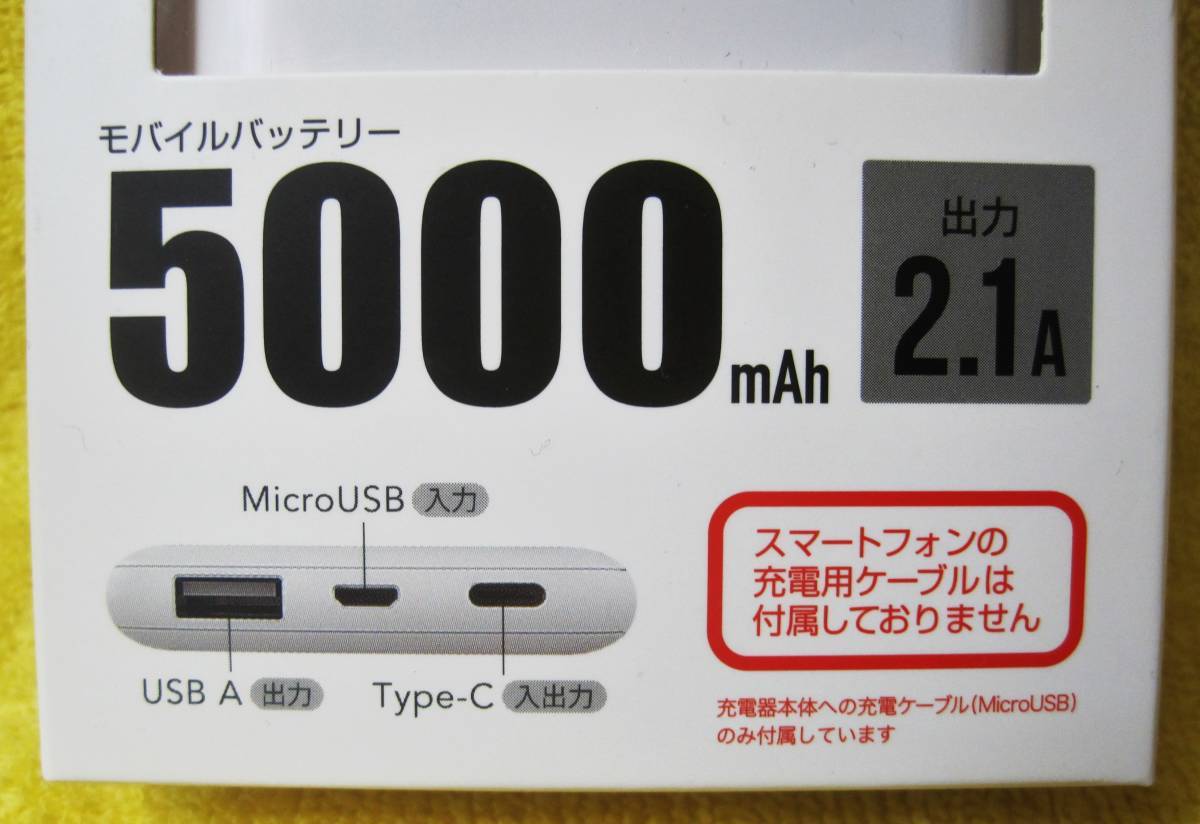 モバイルバッテリー
5000mAh
出力
2.1A
MicroUSB 入力
USB A 出力
Type-C 入出力
スマートフォンの
充電用ケーブルは
付属しておりません
充電器本体への充電ケーブル(MicroUSB)
のみ付属しています